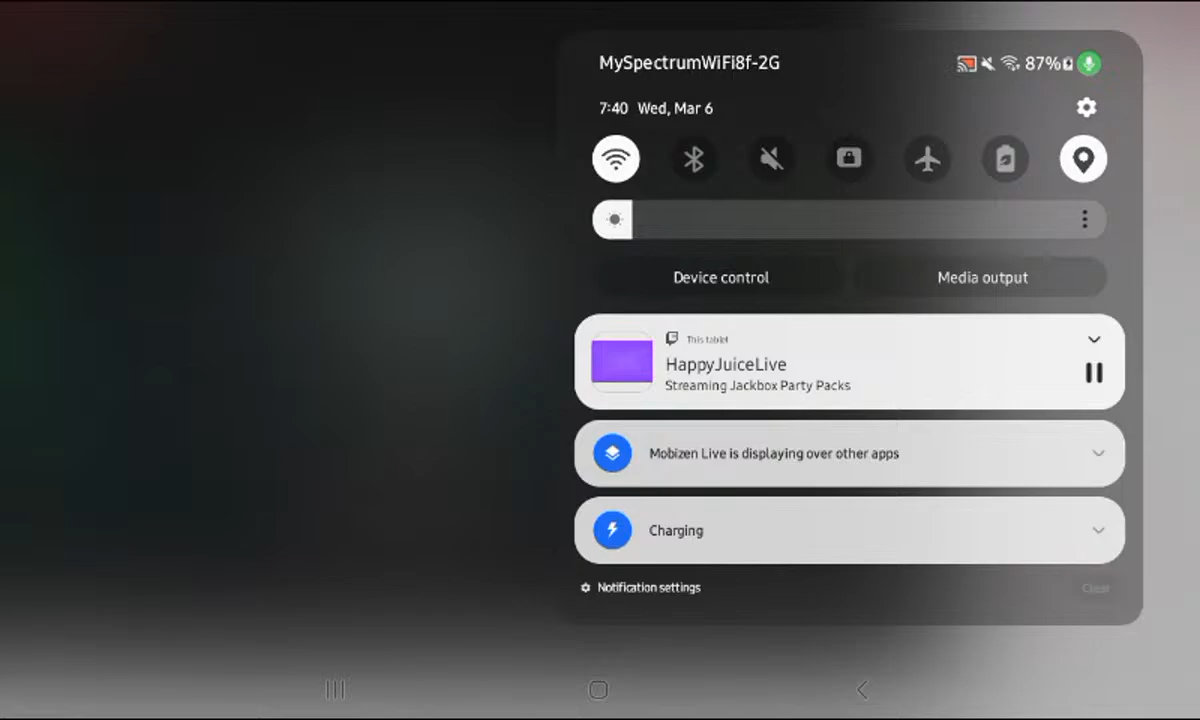 MySpectrumWiFi8f-2G
87%
7:40 Wed, Mar 6
Device control
Media output
This tablet
HappyJuiceLive
Streaming Jackbox Party Packs
Mobizen Live is displaying over other apps
Charging
Notification settings
Clear